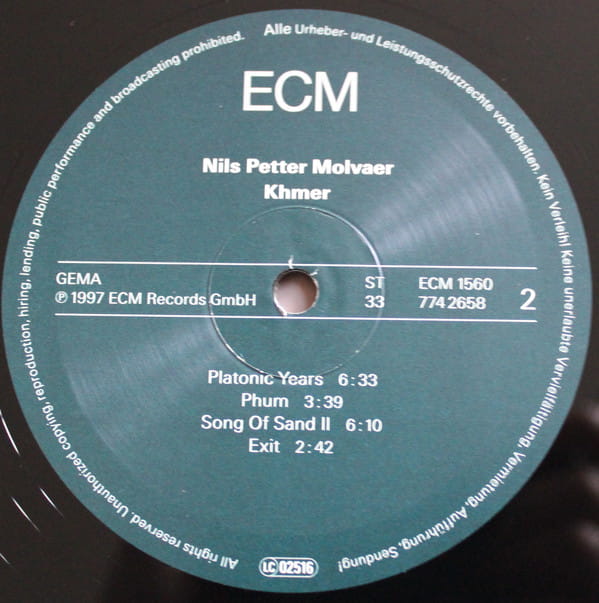 Alle Urheber- und Leistungsschutzrechte vorbehalten. Kein Verleih! Keine unerlaubte Vervielfältigung, Vermietung, Aufführung, Sendung!
ECM
Nils Petter Molvaer
Khmer
GEMA ST ECM 1560
℗ 1997 ECM Records GmbH 33 774 2658 2
Platonic Years 6:33
Phum 3:39
Song Of Sand II 6:10
Exit 2:42
LC 02516
All rights reserved. Unauthorized copying, reproduction, hiring, lending, public performance and broadcasting prohibited.